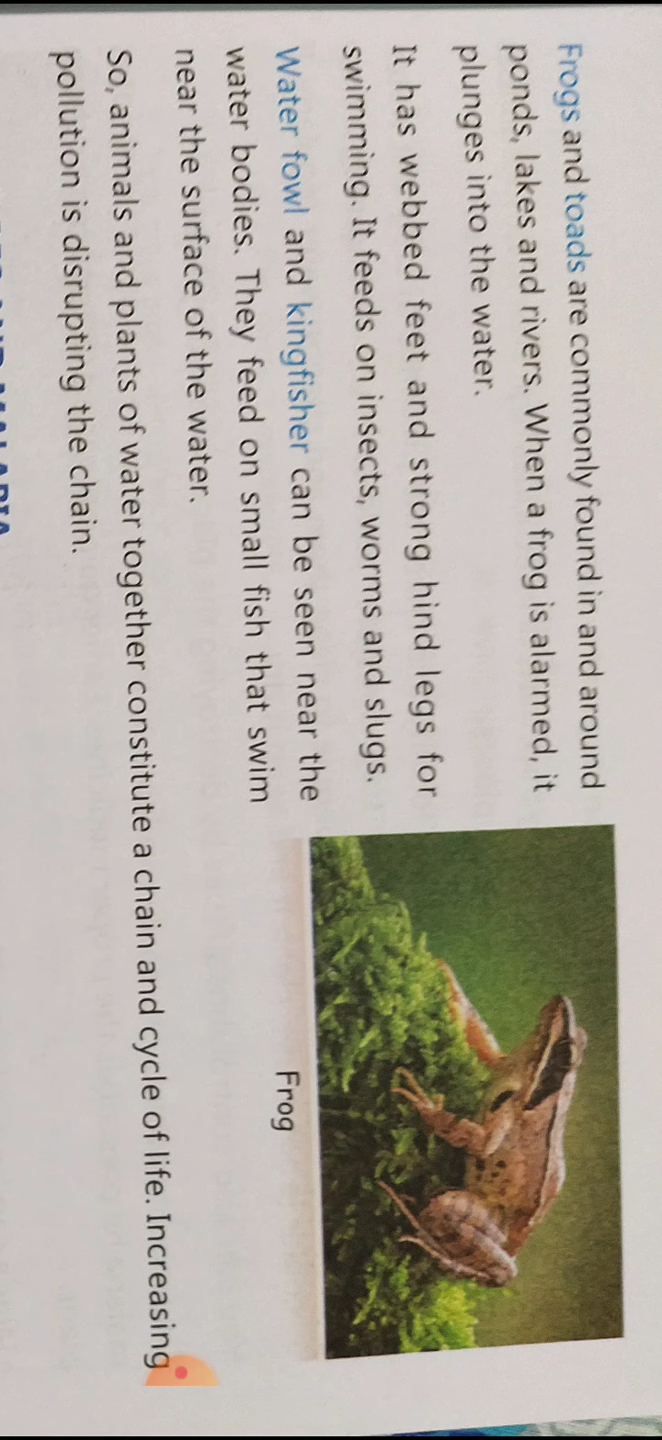 Frogs and toads are commonly found in and around
ponds, lakes and rivers. When a frog is alarmed, it
plunges into the water.
It has webbed feet and strong hind legs for
swimming. It feeds on insects, worms and slugs.
Water fowl and kingfisher can be seen near the
water bodies. They feed on small fish that swim
near the surface of the water.
Frog
So, animals and plants of water together constitute a chain and cycle of life. Increasing
pollution is disrupting the chain.